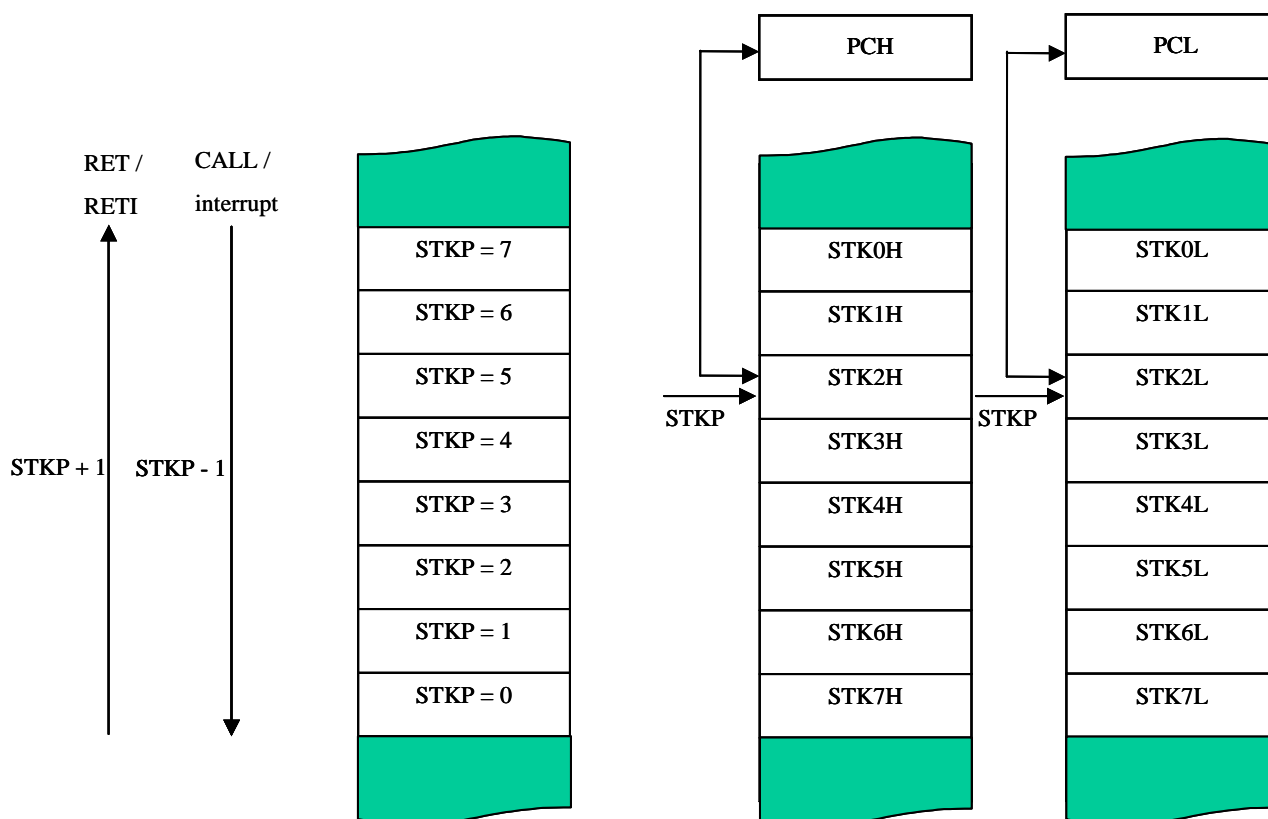 PCH
PCL
RET /
RETI
CALL /
interrupt
STKP + 1
STKP - 1
STKP = 7
STKP = 6
STKP = 5
STKP = 4
STKP = 3
STKP = 2
STKP = 1
STKP = 0
STKP
STK0H
STK1H
STK2H
STK3H
STK4H
STK5H
STK6H
STK7H
STKP
STK0L
STK1L
STK2L
STK3L
STK4L
STK5L
STK6L
STK7L